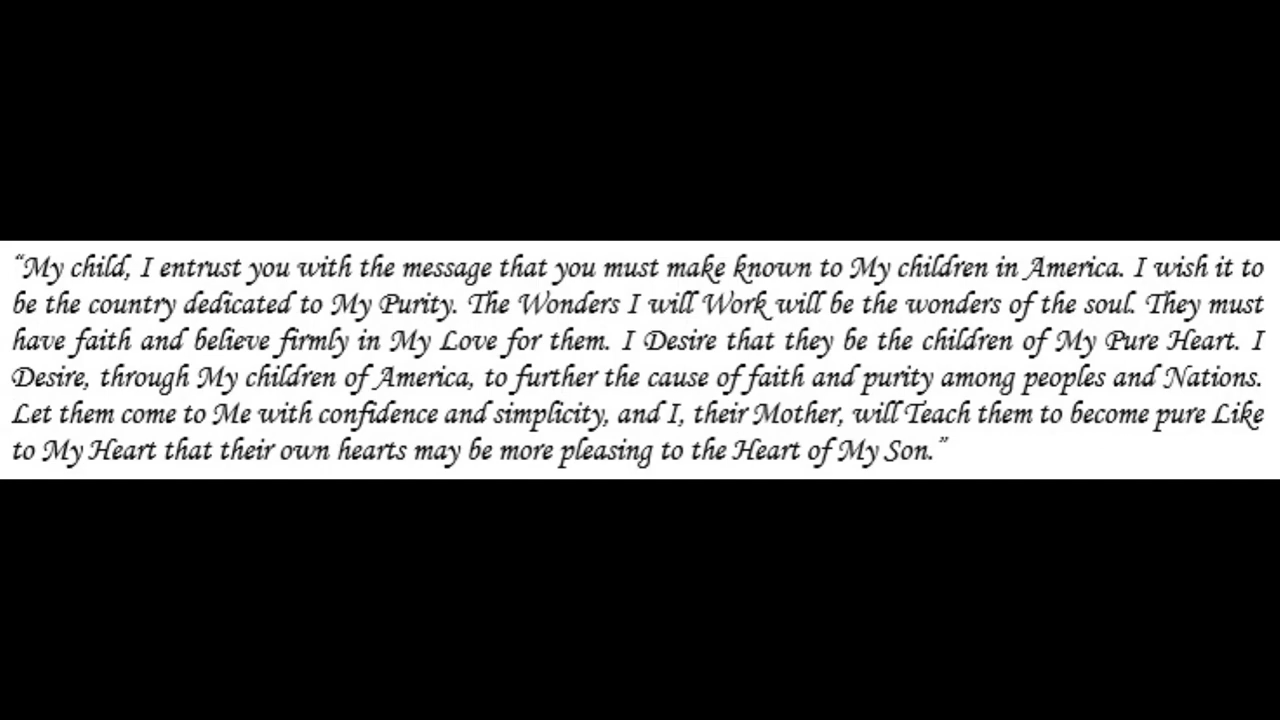 “My child, I entrust you with the message that you must make known to My children in America. I wish it to
be the country dedicated to My Purity. The Wonders I will Work will be the wonders of the soul. They must
have faith and believe firmly in My Love for them. I Desire that they be the children of My Pure Heart. I
Desire, through My children of America, to further the cause of faith and purity among peoples and Nations.
Let them come to Me with confidence and simplicity, and I, their Mother, will Teach them to become pure Like
to My Heart that their own hearts may be more pleasing to the Heart of My Son.”